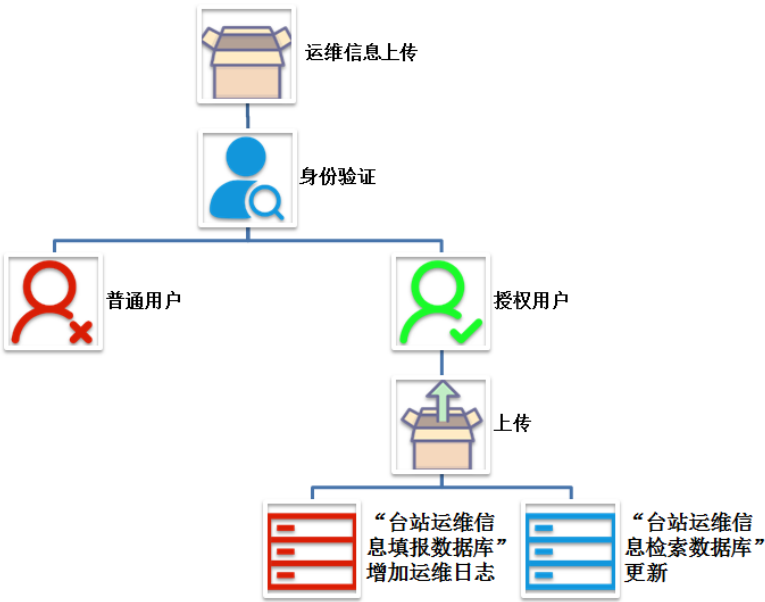 运维信息上传
身份验证
普通用户
授权用户
上传
“台站运维信
息填报数据库”
增加运维日志
“台站运维信
息检索数据库”
更新